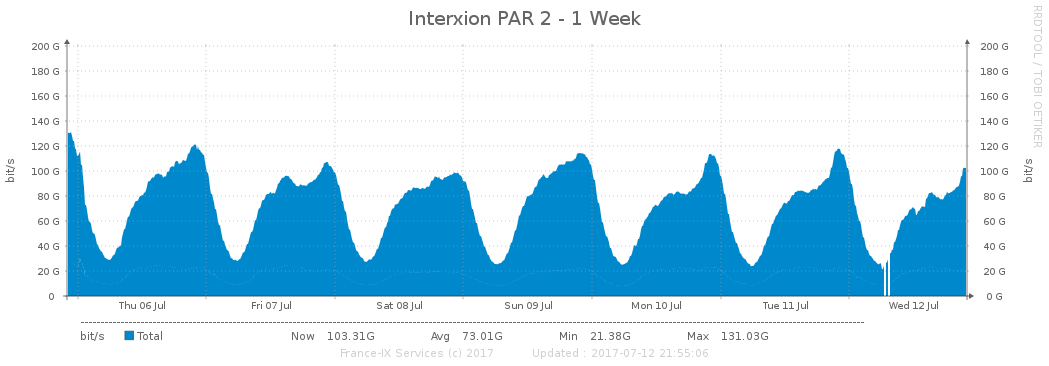 Interxion PAR 2 - 1 Week
RRDTOOL / TOBI OETIKER
bit/s
200 G 200 G
180 G 180 G
160 G 160 G
140 G 140 G
120 G 120 G
100 G 100 G
80 G 80 G
60 G 60 G
40 G 40 G
20 G 20 G
0 0 G
bit/s
Thu 06 Jul Fri 07 Jul Sat 08 Jul Sun 09 Jul Mon 10 Jul Tue 11 Jul Wed 12 Jul
bit/s Total Now 103.31G Avg 73.01G Min 21.38G Max 131.03G
France-IX Services (c) 2017 Updated : 2017-07-12 21:55:06